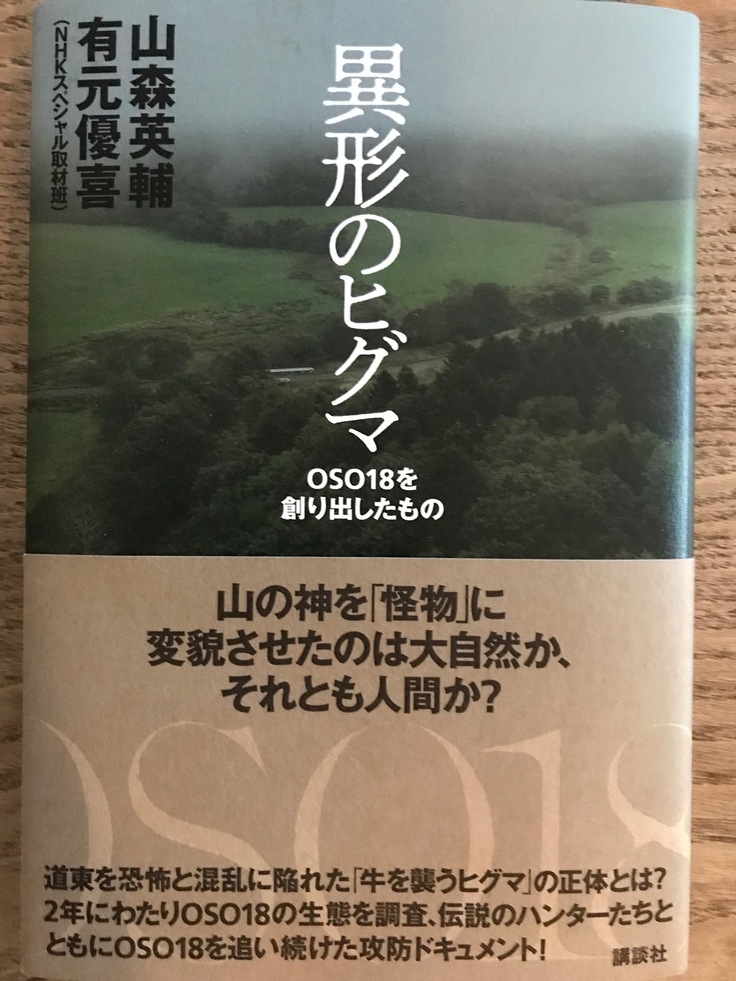 山森英輔
有元優喜
（NHKスペシャル取材班）
異形のヒグマ
OSO18を
創り出したもの
山の神を「怪物」に
変貌させたのは大自然か、
それとも人間か?
OSO18
道東を恐怖と混乱に陥れた「牛を襲うヒグマ」の正体とは?
2年にわたりOSO18の生態を調査、伝説のハンターたちと
ともにOSO18を追い続けた攻防ドキュメント!
講談社